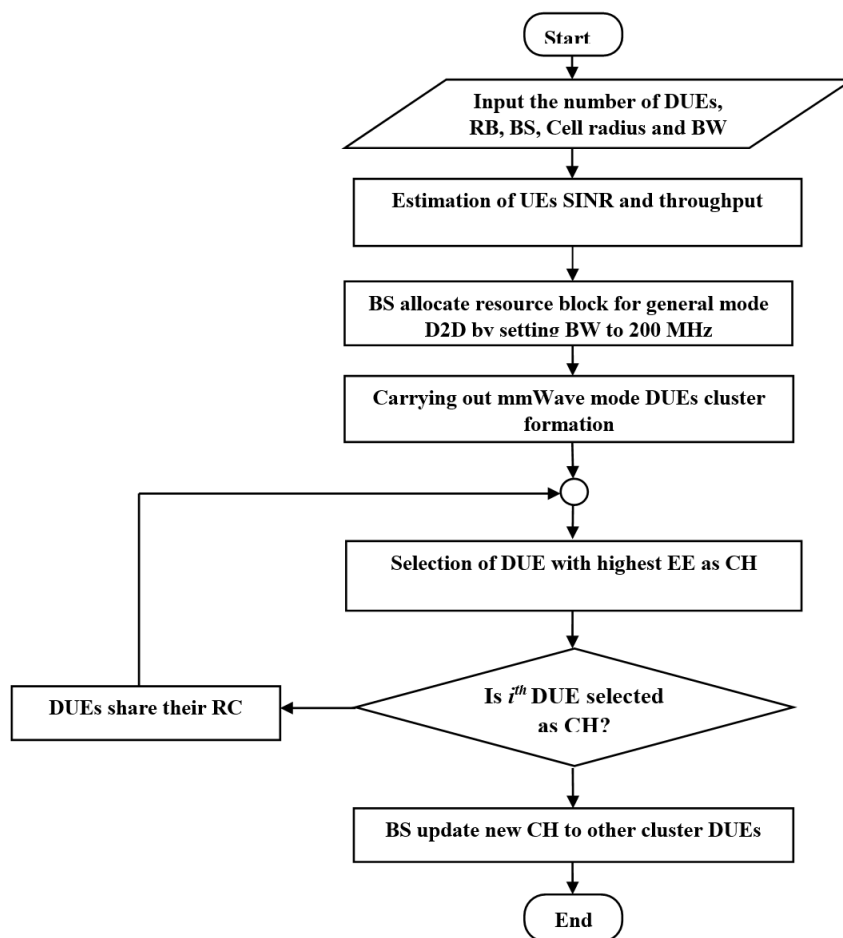 Start
Input the number of DUEs,
RB, BS, Cell radius and BW
Estimation of UEs SINR and throughput
BS allocate resource block for general mode
D2D by setting BW to 200 MHz
Carrying out mmWave mode DUEs cluster
formation
Selection of DUE with highest EE as CH
Is iᵗʰ DUE selected
as CH?
DUEs share their RC
BS update new CH to other cluster DUEs
End